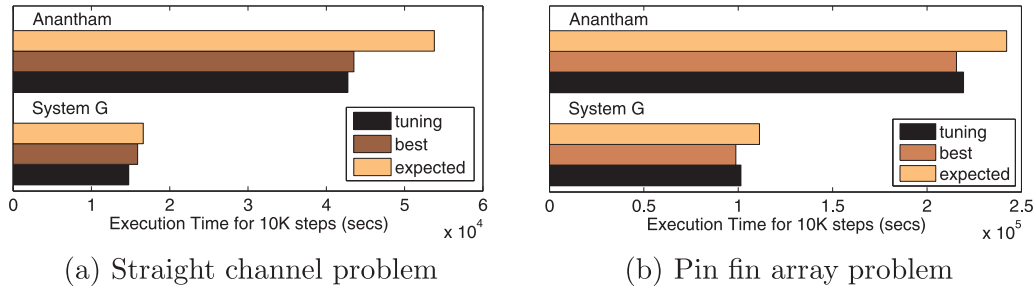 Anantham
System G
tuning
best
expected
0 1 2 3 4 5 6
Execution Time for 10K steps (secs)
x 10^4
(a) Straight channel problem
Anantham
System G
tuning
best
expected
0 0.5 1 1.5 2 2.5
Execution Time for 10K steps (secs)
x 10^5
(b) Pin fin array problem